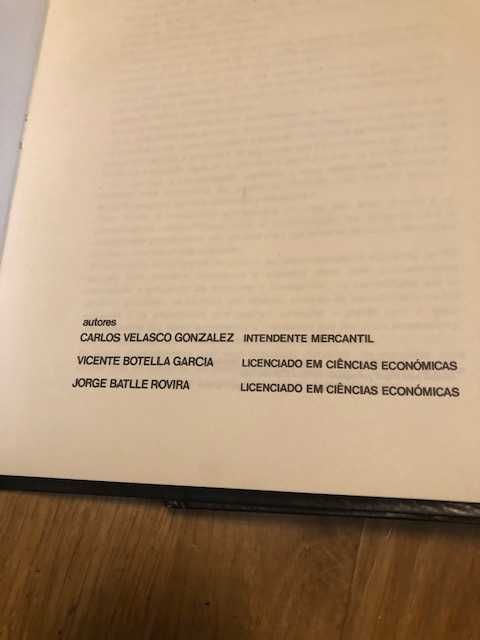 autores
CARLOS VELASCO GONZALEZ INTENDENTE MERCANTIL
VICENTE BOTELLA GARCIA LICENCIADO EM CIÊNCIAS ECONÓMICAS
JORGE BATLLE ROVIRA LICENCIADO EM CIÊNCIAS ECONÓMICAS